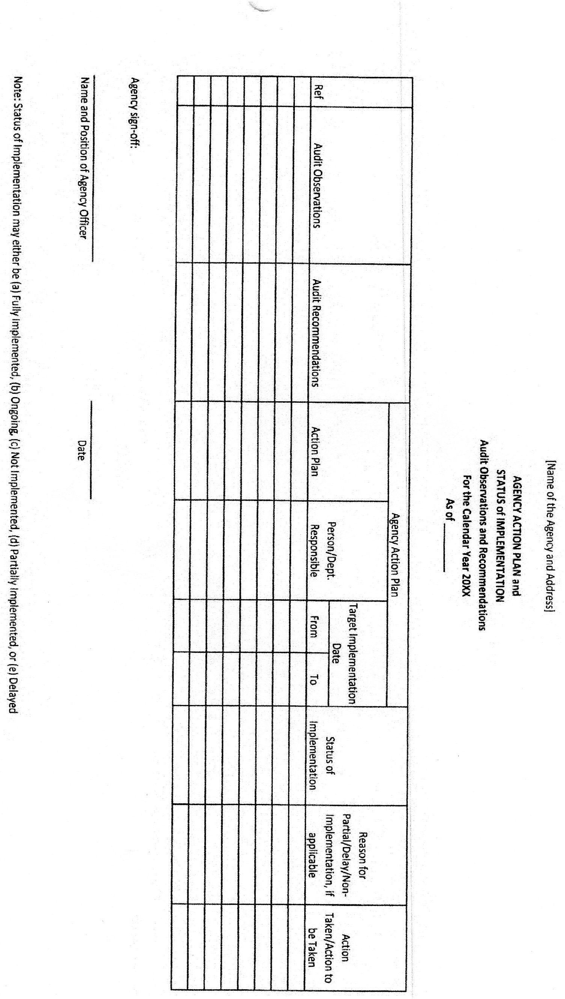 [Name of the Agency and Address]
AGENCY ACTION PLAN and
STATUS of IMPLEMENTATION
Audit Observations and Recommendations
For the Calendar Year 20XX
As of ________
Ref
Audit Observations
Audit Recommendations
Agency Action Plan
Action Plan
Person/Dept.
Responsible
Target Implementation
Date
From
To
Status of
Implementation
Reason for
Partial/Delay/Non-
Implementation, if
applicable
Action
Taken/Action to
be Taken
Agency sign-off:
Name and Position of Agency Officer
Date
Note: Status of Implementation may either be (a) Fully Implemented, (b) Ongoing, (c) Not Implemented, (d) Partially Implemented, or (e) Delayed